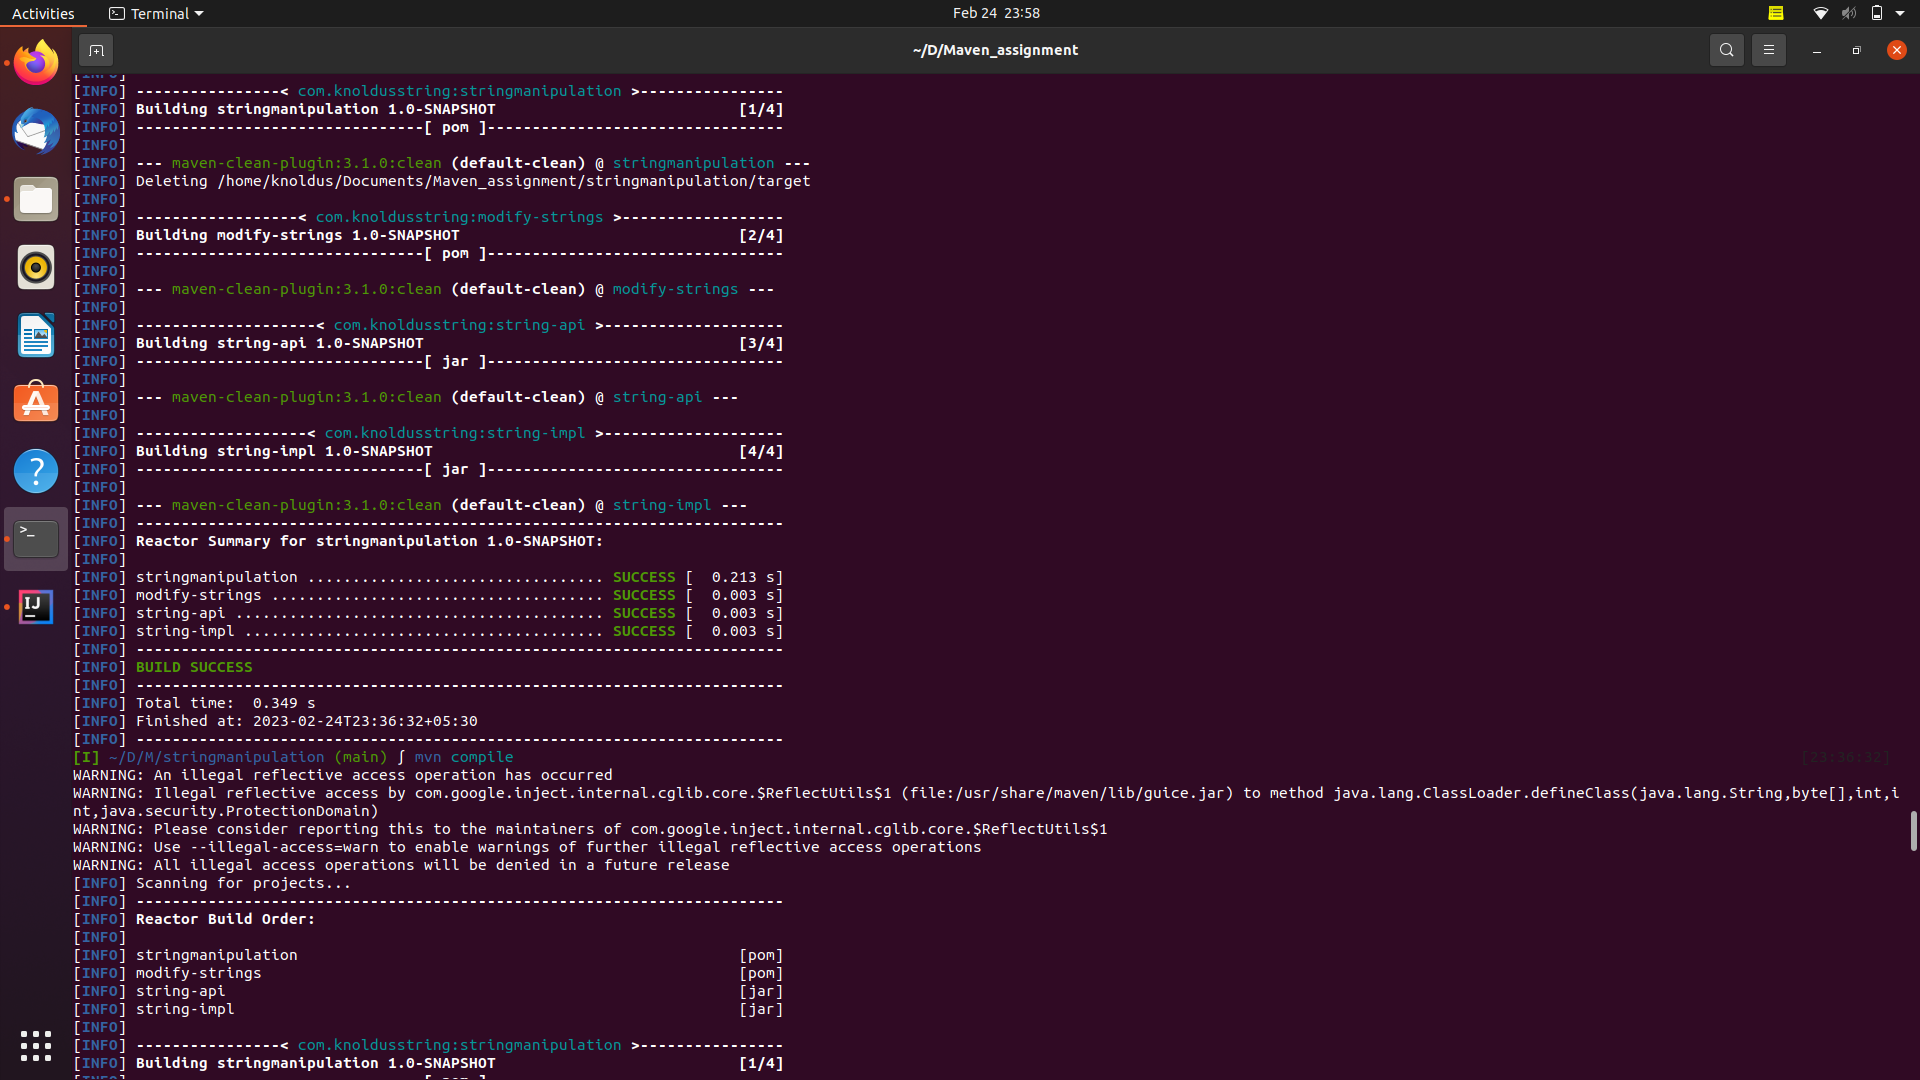 Activities
Terminal
Feb 24 23:58
~/D/Maven_assignment
[INFO]
[INFO] ----------------< com.knoldusstring:stringmanipulation >----------------
[INFO] Building stringmanipulation 1.0-SNAPSHOT                           [1/4]
[INFO] --------------------------------[ pom ]---------------------------------
[INFO]
[INFO] --- maven-clean-plugin:3.1.0:clean (default-clean) @ stringmanipulation ---
[INFO] Deleting /home/knoldus/Documents/Maven_assignment/stringmanipulation/target
[INFO]
[INFO] ------------------< com.knoldusstring:modify-strings >------------------
[INFO] Building modify-strings 1.0-SNAPSHOT                               [2/4]
[INFO] --------------------------------[ pom ]---------------------------------
[INFO]
[INFO] --- maven-clean-plugin:3.1.0:clean (default-clean) @ modify-strings ---
[INFO]
[INFO] --------------------< com.knoldusstring:string-api >--------------------
[INFO] Building string-api 1.0-SNAPSHOT                                   [3/4]
[INFO] --------------------------------[ jar ]---------------------------------
[INFO]
[INFO] --- maven-clean-plugin:3.1.0:clean (default-clean) @ string-api ---
[INFO]
[INFO] -------------------< com.knoldusstring:string-impl >--------------------
[INFO] Building string-impl 1.0-SNAPSHOT                                  [4/4]
[INFO] --------------------------------[ jar ]---------------------------------
[INFO]
[INFO] --- maven-clean-plugin:3.1.0:clean (default-clean) @ string-impl ---
[INFO] ------------------------------------------------------------------------
[INFO] Reactor Summary for stringmanipulation 1.0-SNAPSHOT:
[INFO]
[INFO] stringmanipulation ................................. SUCCESS [  0.213 s]
[INFO] modify-strings ..................................... SUCCESS [  0.003 s]
[INFO] string-api ......................................... SUCCESS [  0.003 s]
[INFO] string-impl ........................................ SUCCESS [  0.003 s]
[INFO] ------------------------------------------------------------------------
[INFO] BUILD SUCCESS
[INFO] ------------------------------------------------------------------------
[INFO] Total time:  0.349 s
[INFO] Finished at: 2023-02-24T23:36:32+05:30
[INFO] ------------------------------------------------------------------------
[I] ~/D/M/stringmanipulation (main) ∫ mvn compile [23:36:32]
WARNING: An illegal reflective access operation has occurred
WARNING: Illegal reflective access by com.google.inject.internal.cglib.core.$ReflectUtils$1 (file:/usr/share/maven/lib/guice.jar) to method java.lang.ClassLoader.defineClass(java.lang.String,byte[],int,i
nt,java.security.ProtectionDomain)
WARNING: Please consider reporting this to the maintainers of com.google.inject.internal.cglib.core.$ReflectUtils$1
WARNING: Use --illegal-access=warn to enable warnings of further illegal reflective access operations
WARNING: All illegal access operations will be denied in a future release
[INFO] Scanning for projects...
[INFO] ------------------------------------------------------------------------
[INFO] Reactor Build Order:
[INFO]
[INFO] stringmanipulation                                                 [pom]
[INFO] modify-strings                                                     [pom]
[INFO] string-api                                                         [jar]
[INFO] string-impl                                                        [jar]
[INFO]
[INFO] ----------------< com.knoldusstring:stringmanipulation >----------------
[INFO] Building stringmanipulation 1.0-SNAPSHOT                           [1/4]